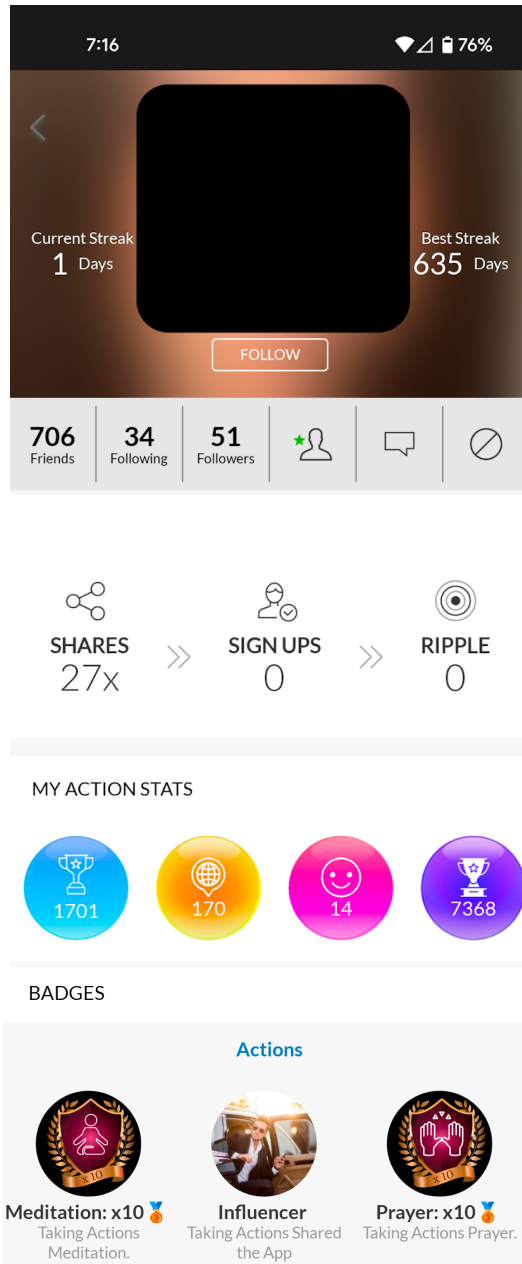 7:16
76%
Current Streak
1 Days
Best Streak
635 Days
FOLLOW
706
Friends
34
Following
51
Followers
SHARES
27x
SIGN UPS
0
RIPPLE
0
MY ACTION STATS
1701
170
14
7368
BADGES
Actions
x 10
Meditation: x10
Taking Actions
Meditation.
Influencer
Taking Actions Shared
the App
x 10
Prayer: x10
Taking Actions Prayer.